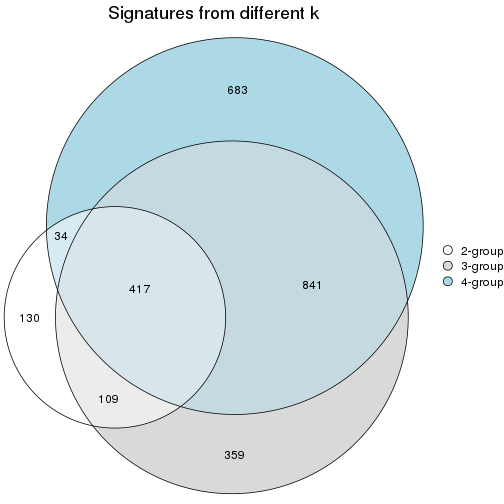 Signatures from different k
683
34
417
841
130
109
359
2-group
3-group
4-group